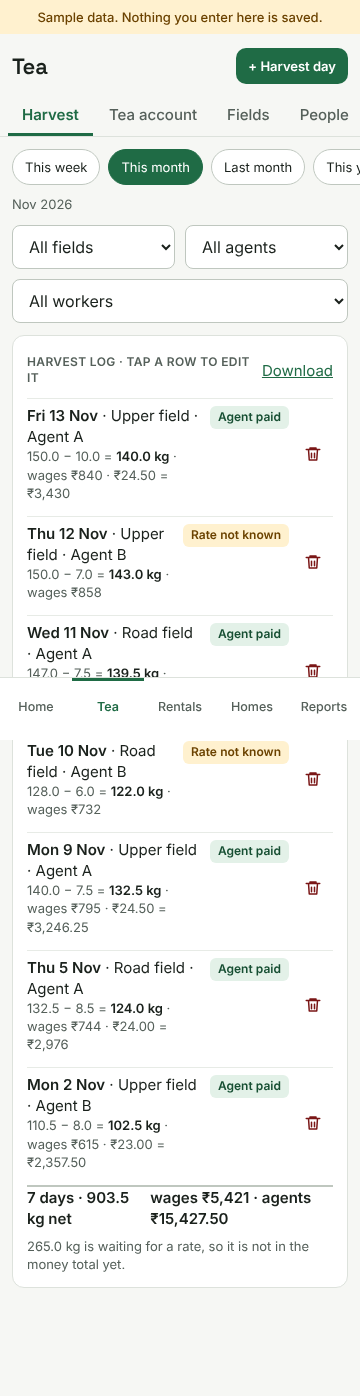 Sample data. Nothing you enter here is saved.
Tea
+ Harvest day
Harvest Tea account Fields People
This week This month Last month This y
Nov 2026
All fields All agents
All workers
HARVEST LOG · TAP A ROW TO EDIT
IT
Download
Fri 13 Nov · Upper field ·
Agent A
Agent paid
150.0 − 10.0 = 140.0 kg ·
wages ₹840 · ₹24.50 =
₹3,430
Thu 12 Nov · Upper
field · Agent B
Rate not known
150.0 − 7.0 = 143.0 kg ·
wages ₹858
Wed 11 Nov · Road field
· Agent A
Agent paid
147.0 − 7.5 = 139.5 kg ·
Home Tea Rentals Homes Reports
Tue 10 Nov · Road
field · Agent B
Rate not known
128.0 − 6.0 = 122.0 kg ·
wages ₹732
Mon 9 Nov · Upper field
· Agent A
Agent paid
140.0 − 7.5 = 132.5 kg ·
wages ₹795 · ₹24.50 =
₹3,246.25
Thu 5 Nov · Road field ·
Agent A
Agent paid
132.5 − 8.5 = 124.0 kg ·
wages ₹744 · ₹24.00 =
₹2,976
Mon 2 Nov · Upper field
· Agent B
Agent paid
110.5 − 8.0 = 102.5 kg ·
wages ₹615 · ₹23.00 =
₹2,357.50
7 days · 903.5
kg net
wages ₹5,421 · agents
₹15,427.50
265.0 kg is waiting for a rate, so it is not in the
money total yet.